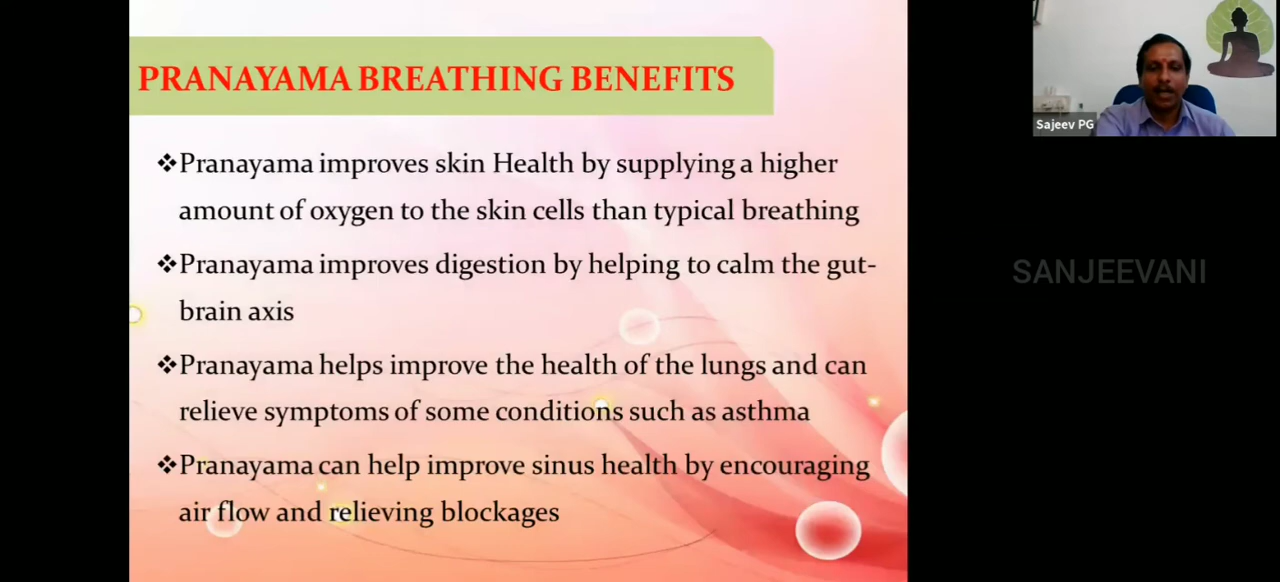 PRANAYAMA BREATHING BENEFITS
❖Pranayama improves skin Health by supplying a higher
amount of oxygen to the skin cells than typical breathing
❖Pranayama improves digestion by helping to calm the gut-
brain axis
❖Pranayama helps improve the health of the lungs and can
relieve symptoms of some conditions such as asthma
❖Pranayama can help improve sinus health by encouraging
air flow and relieving blockages
Sajeev PG
SANJEEVANI